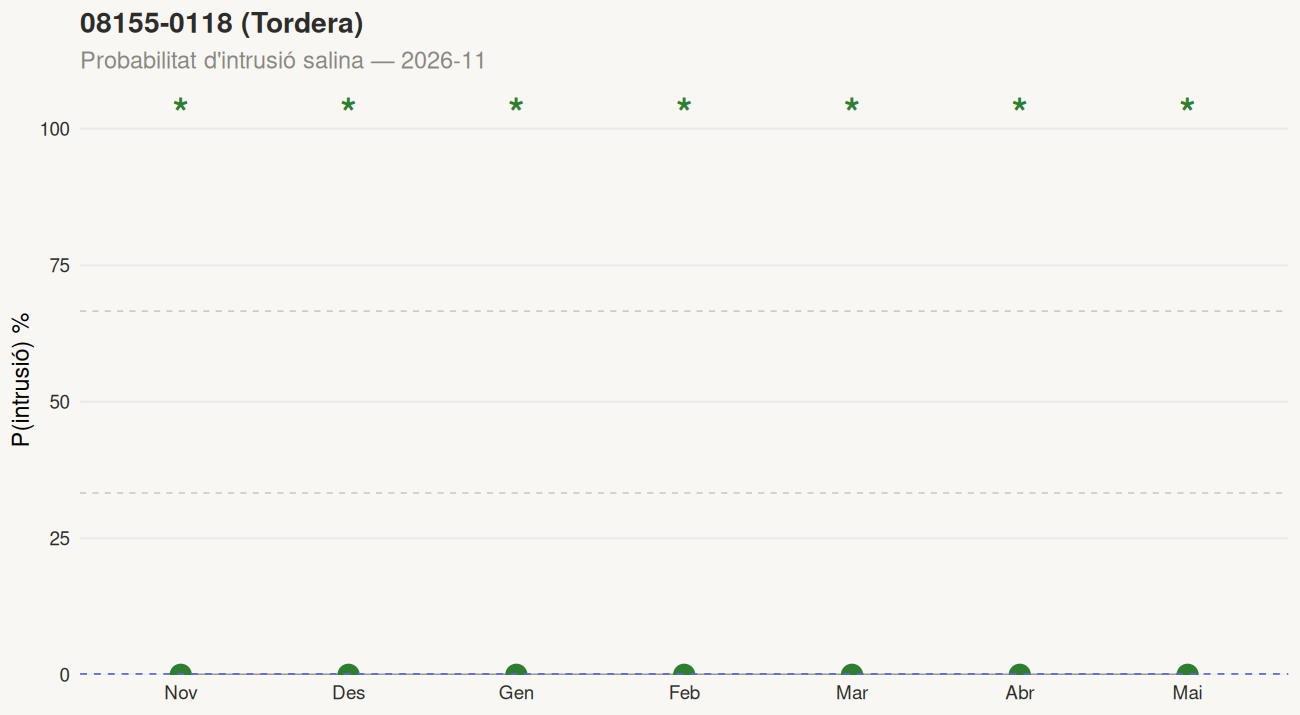 08155-0118 (Tordera)
Probabilitat d'intrusió salina — 2026-11
* * * * * * *
100
75
50
25
0
P(intrusió) %
Nov Des Gen Feb Mar Abr Mai